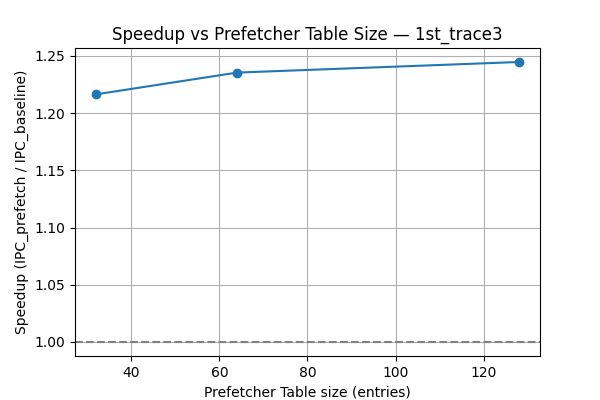 Speedup vs Prefetcher Table Size — 1st_trace3
Speedup (IPC_prefetch / IPC_baseline)
1.25
1.20
1.15
1.10
1.05
1.00
40 60 80 100 120
Prefetcher Table size (entries)